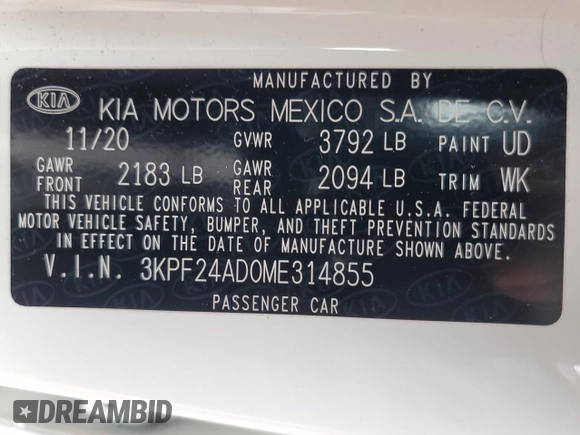 MANUFACTURED BY
KIA KIA MOTORS MEXICO S.A. DE C.V.
11/20 GVWR 3792 LB PAINT UD
GAWR FRONT 2183 LB GAWR REAR 2094 LB TRIM WK
THIS VEHICLE CONFORMS TO ALL APPLICABLE U.S.A. FEDERAL
MOTOR VEHICLE SAFETY, BUMPER, AND THEFT PREVENTION STANDARDS
IN EFFECT ON THE DATE OF MANUFACTURE SHOWN ABOVE.
V.I.N. 3KPF24AD0ME314855
PASSENGER CAR
DREAMBID